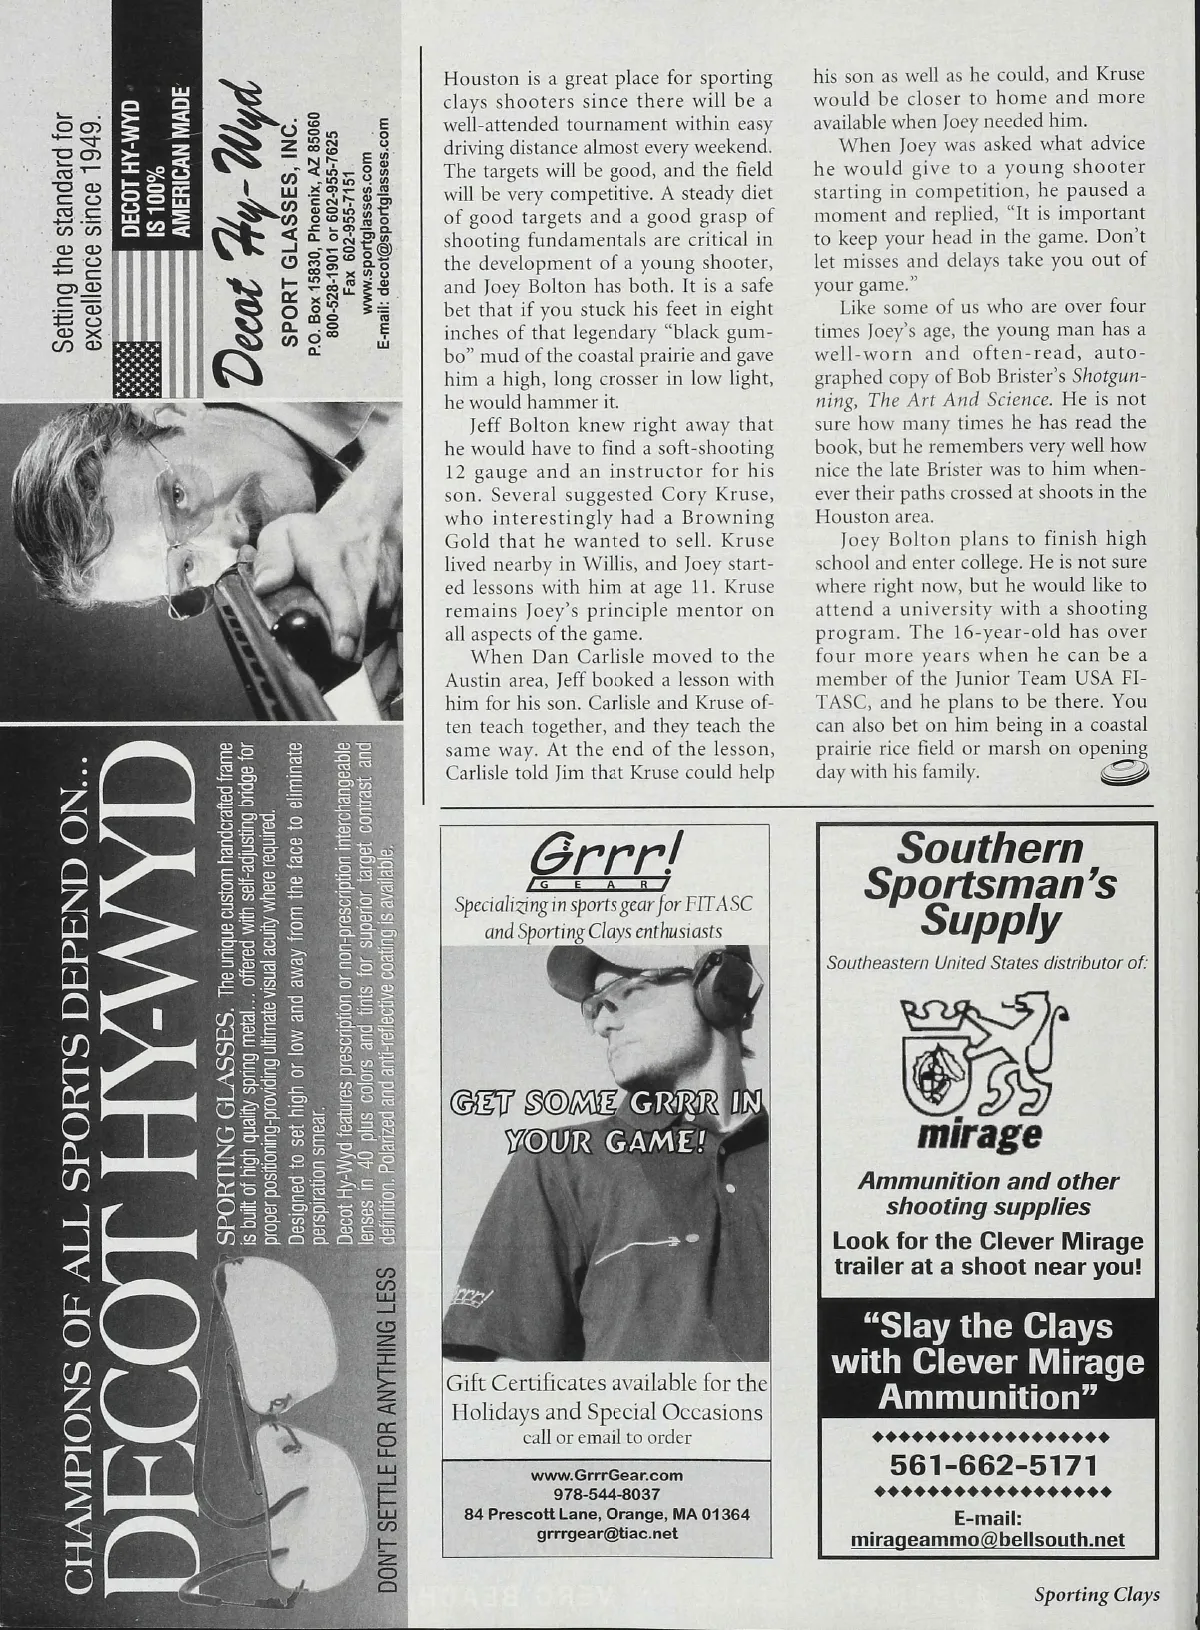 Setting the standard for
excellence since 1949.
DECOT HY-WYD
IS 100%
AMERICAN MADE
Decot Hy-Wyd
SPORT GLASSES, INC.
P.O. Box 15830, Phoenix, AZ 85060
800-528-1901 or 602-955-7625
Fax 602-955-7151
www.sportglasses.com
E-mail: decot@sportglasses.com
CHAMPIONS OF ALL SPORTS DEPEND ON...
DECOT HY-WYD
SPORTING GLASSES. The unique custom handcrafted frame
is built of high quality spring metal... offered with self-adjusting bridge for
proper positioning-providing ultimate visual acuity where required.
Designed to set high or low and away from the face to eliminate
perspiration smear.
Decot Hy-Wyd features prescription or non-prescription interchangeable
lenses in 40 plus colors and tints for superior target contrast and
definition. Polarized and anti-reflective coating is available.
DON'T SETTLE FOR ANYTHING LESS
Houston is a great place for sporting
clays shooters since there will be a
well-attended tournament within easy
driving distance almost every weekend.
The targets will be good, and the field
will be very competitive. A steady diet
of good targets and a good grasp of
shooting fundamentals are critical in
the development of a young shooter,
and Joey Bolton has both. It is a safe
bet that if you stuck his feet in eight
inches of that legendary “black gum-
bo” mud of the coastal prairie and gave
him a high, long crosser in low light,
he would hammer it.
Jeff Bolton knew right away that
he would have to find a soft-shooting
12 gauge and an instructor for his
son. Several suggested Cory Kruse,
who interestingly had a Browning
Gold that he wanted to sell. Kruse
lived nearby in Willis, and Joey start-
ed lessons with him at age 11. Kruse
remains Joey’s principle mentor on
all aspects of the game.
When Dan Carlisle moved to the
Austin area, Jeff booked a lesson with
him for his son. Carlisle and Kruse of-
ten teach together, and they teach the
same way. At the end of the lesson,
Carlisle told Jim that Kruse could help
his son as well as he could, and Kruse
would be closer to home and more
available when Joey needed him.
When Joey was asked what advice
he would give to a young shooter
starting in competition, he paused a
moment and replied, “It is important
to keep your head in the game. Don’t
let misses and delays take you out of
your game.”
Like some of us who are over four
times Joey’s age, the young man has a
well-worn and often-read, auto-
graphed copy of Bob Brister’s Shotgun-
ning, The Art And Science. He is not
sure how many times he has read the
book, but he remembers very well how
nice the late Brister was to him when-
ever their paths crossed at shoots in the
Houston area.
Joey Bolton plans to finish high
school and enter college. He is not sure
where right now, but he would like to
attend a university with a shooting
program. The 16-year-old has over
four more years when he can be a
member of the Junior Team USA FI-
TASC, and he plans to be there. You
can also bet on him being in a coastal
prairie rice field or marsh on opening
day with his family.
Grrr!
GEAR
Specializing in sports gear for FITASC
and Sporting Clays enthusiasts
GET SOME GRRR IN
YOUR GAME!
Grrr!
Gift Certificates available for the
Holidays and Special Occasions
call or email to order
www.GrrrGear.com
978-544-8037
84 Prescott Lane, Orange, MA 01364
grrrgear@tiac.net
Southern
Sportsman’s
Supply
Southeastern United States distributor of:
mirage
Ammunition and other
shooting supplies
Look for the Clever Mirage
trailer at a shoot near you!
“Slay the Clays
with Clever Mirage
Ammunition”
561-662-5171
E-mail:
mirageammo@bellsouth.net
Sporting Clays